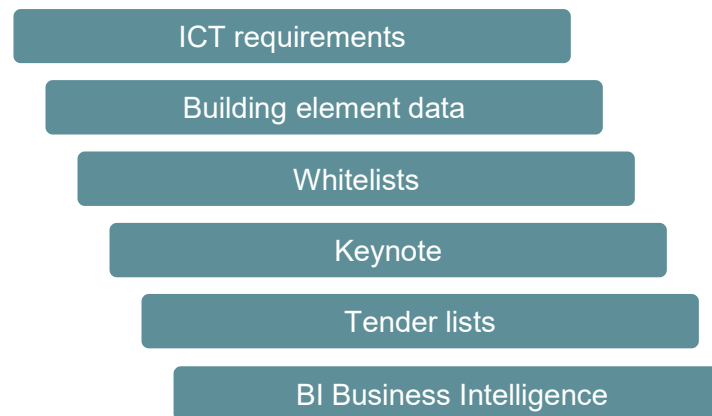 ICT requirements
Building element data
Whitelists
Keynote
Tender lists
BI Business Intelligence